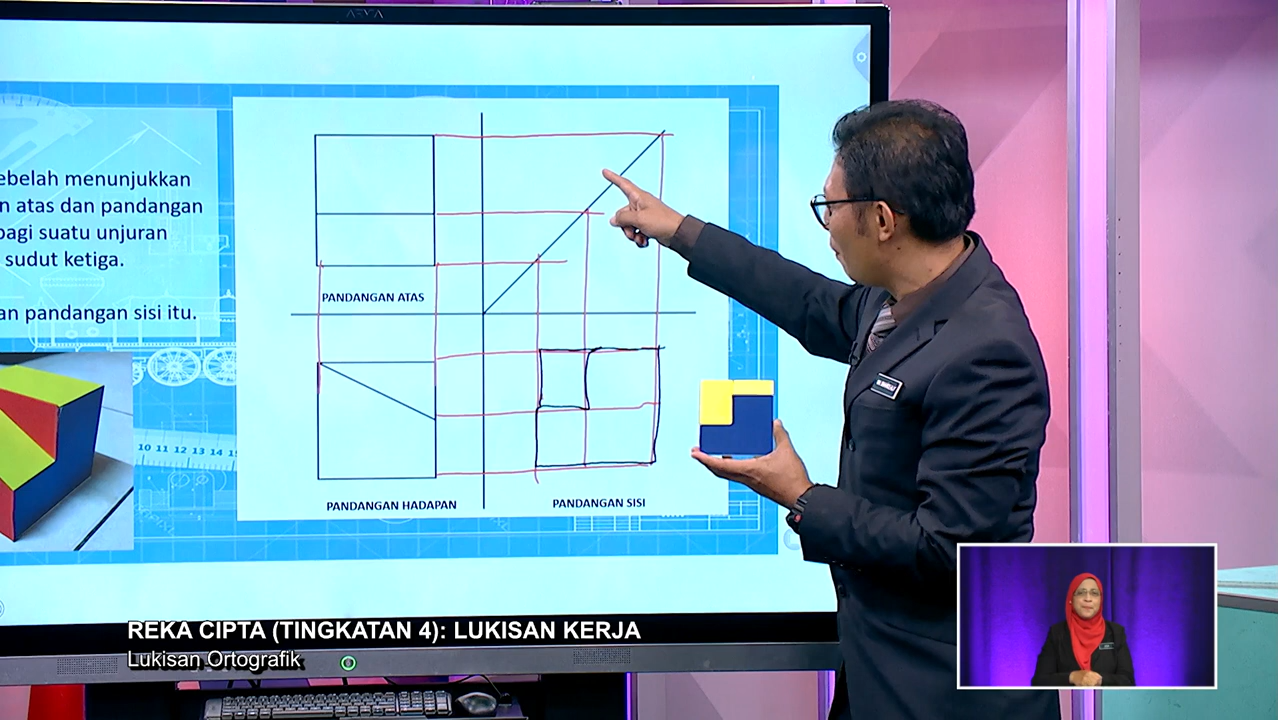 ebelah menunjukkan
n atas dan pandangan
bagi suatu unjuran
sudut ketiga.
an pandangan sisi itu.
PANDANGAN ATAS
PANDANGAN HADAPAN
PANDANGAN SISI
10 11 12 13 14 15
REKA CIPTA (TINGKATAN 4): LUKISAN KERJA
Lukisan Ortografik